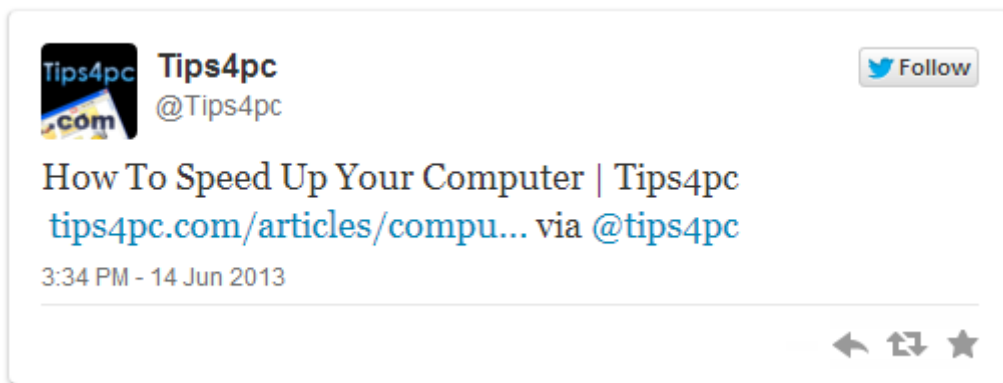 Tips4pc
.com
Tips4pc
@Tips4pc
Follow
How To Speed Up Your Computer | Tips4pc
tips4pc.com/articles/compu... via @tips4pc
3:34 PM - 14 Jun 2013